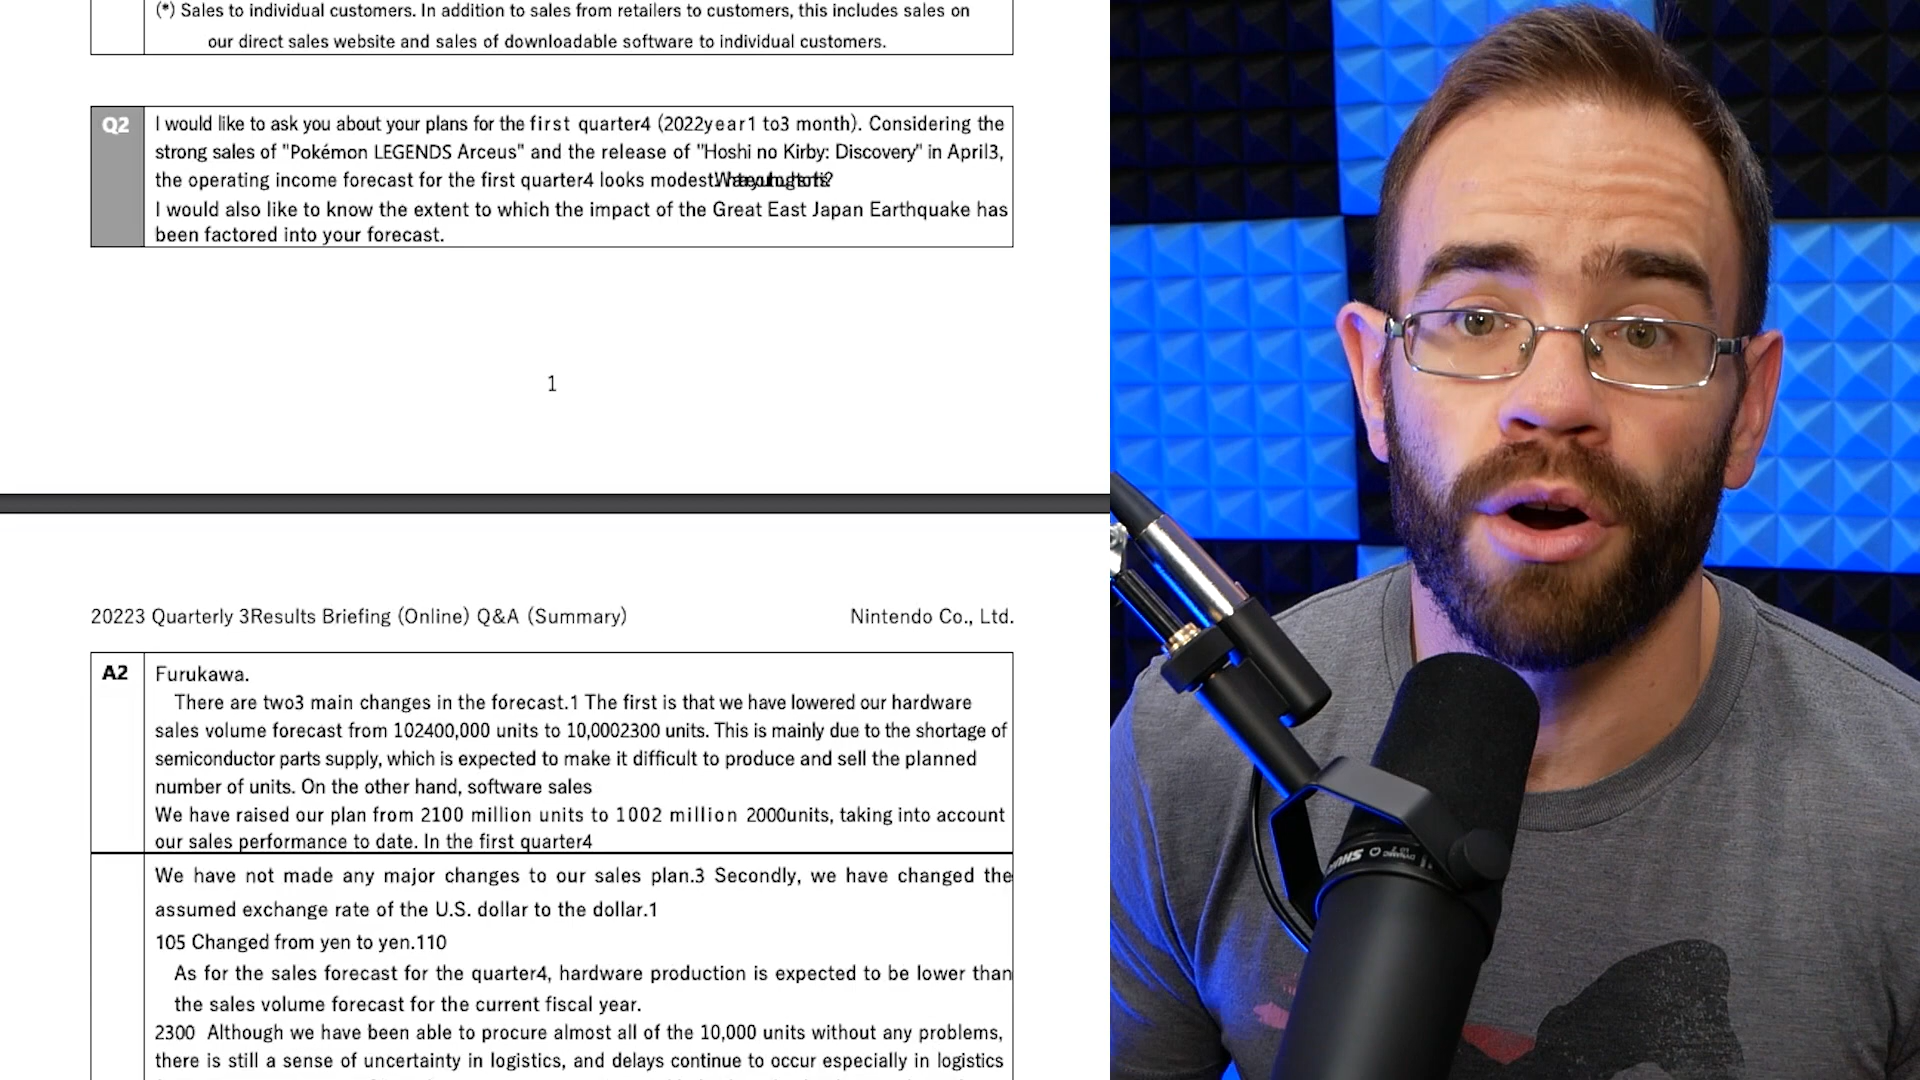 (*) Sales to individual customers. In addition to sales from retailers to customers, this includes sales on
our direct sales website and sales of downloadable software to individual customers.
Q2
I would like to ask you about your plans for the first quarter4 (2022year1 to3 month). Considering the
strong sales of "Pokémon LEGENDS Arceus" and the release of "Hoshi no Kirby: Discovery" in April3,
the operating income forecast for the first quarter4 looks modest.
I would also like to know the extent to which the impact of the Great East Japan Earthquake has
been factored into your forecast.
1
20223 Quarterly 3Results Briefing (Online) Q&A (Summary) Nintendo Co., Ltd.
A2
Furukawa.
There are two3 main changes in the forecast.1 The first is that we have lowered our hardware
sales volume forecast from 102400,000 units to 10,0002300 units. This is mainly due to the shortage of
semiconductor parts supply, which is expected to make it difficult to produce and sell the planned
number of units. On the other hand, software sales
We have raised our plan from 2100 million units to 1002 million 2000units, taking into account
our sales performance to date. In the first quarter4
We have not made any major changes to our sales plan.3 Secondly, we have changed the
assumed exchange rate of the U.S. dollar to the dollar.1
105 Changed from yen to yen.110
As for the sales forecast for the quarter4, hardware production is expected to be lower than
the sales volume forecast for the current fiscal year.
2300 Although we have been able to procure almost all of the 10,000 units without any problems,
there is still a sense of uncertainty in logistics, and delays continue to occur especially in logistics
SHURE
DYNAMIC